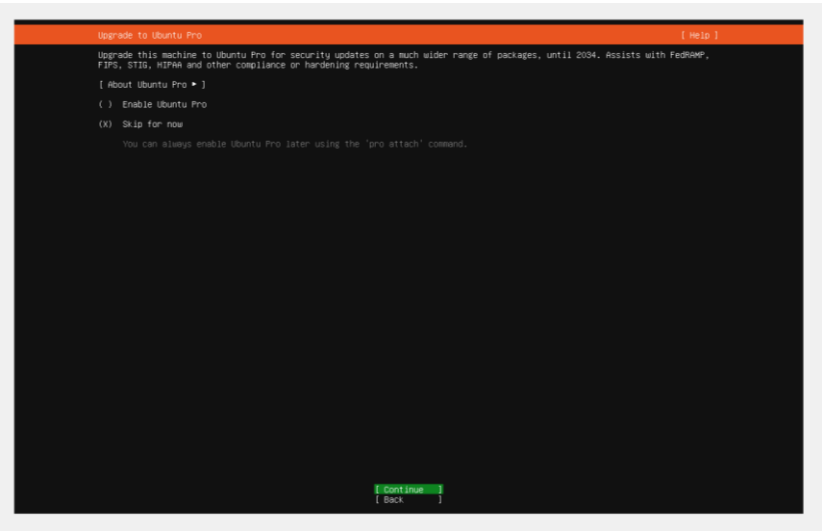 Upgrade to Ubuntu Pro [ Help ]
Upgrade this machine to Ubuntu Pro for security updates on a much wider range of packages, until 2034. Assists with FedRAMP,
FIPS, STIG, HIPAA and other compliance or hardening requirements.
[ About Ubuntu Pro ► ]
( ) Enable Ubuntu Pro
(X) Skip for now
You can always enable Ubuntu Pro later using the 'pro attach' command.
[ Continue ]
[ Back ]